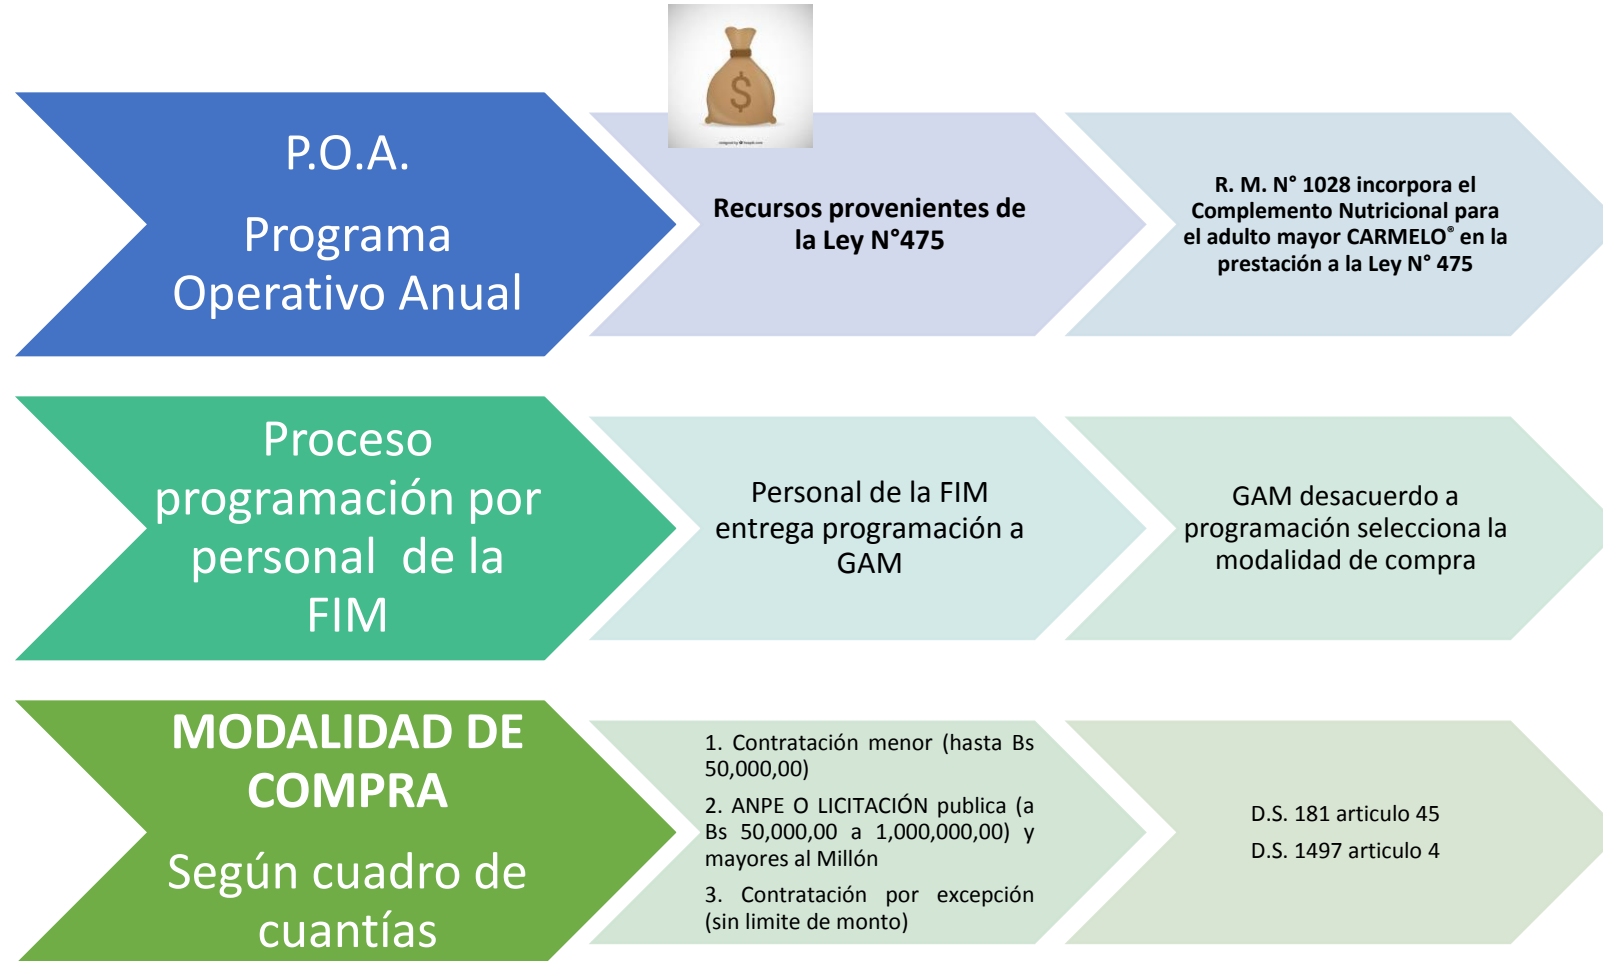 P.O.A.
Programa
Operativo Anual
$
Recursos provenientes de
la Ley N°475
R. M. N° 1028 incorpora el
Complemento Nutricional para
el adulto mayor CARMELO® en la
prestación a la Ley N° 475
Proceso
programación por
personal de la
FIM
Personal de la FIM
entrega programación a
GAM
GAM desacuerdo a
programación selecciona la
modalidad de compra
MODALIDAD DE
COMPRA
Según cuadro de
cuantías
1. Contratación menor (hasta Bs
50,000,00)
2. ANPE O LICITACIÓN publica (a
Bs 50,000,00 a 1,000,000,00) y
mayores al Millón
3. Contratación por excepción
(sin limite de monto)
D.S. 181 articulo 45
D.S. 1497 articulo 4